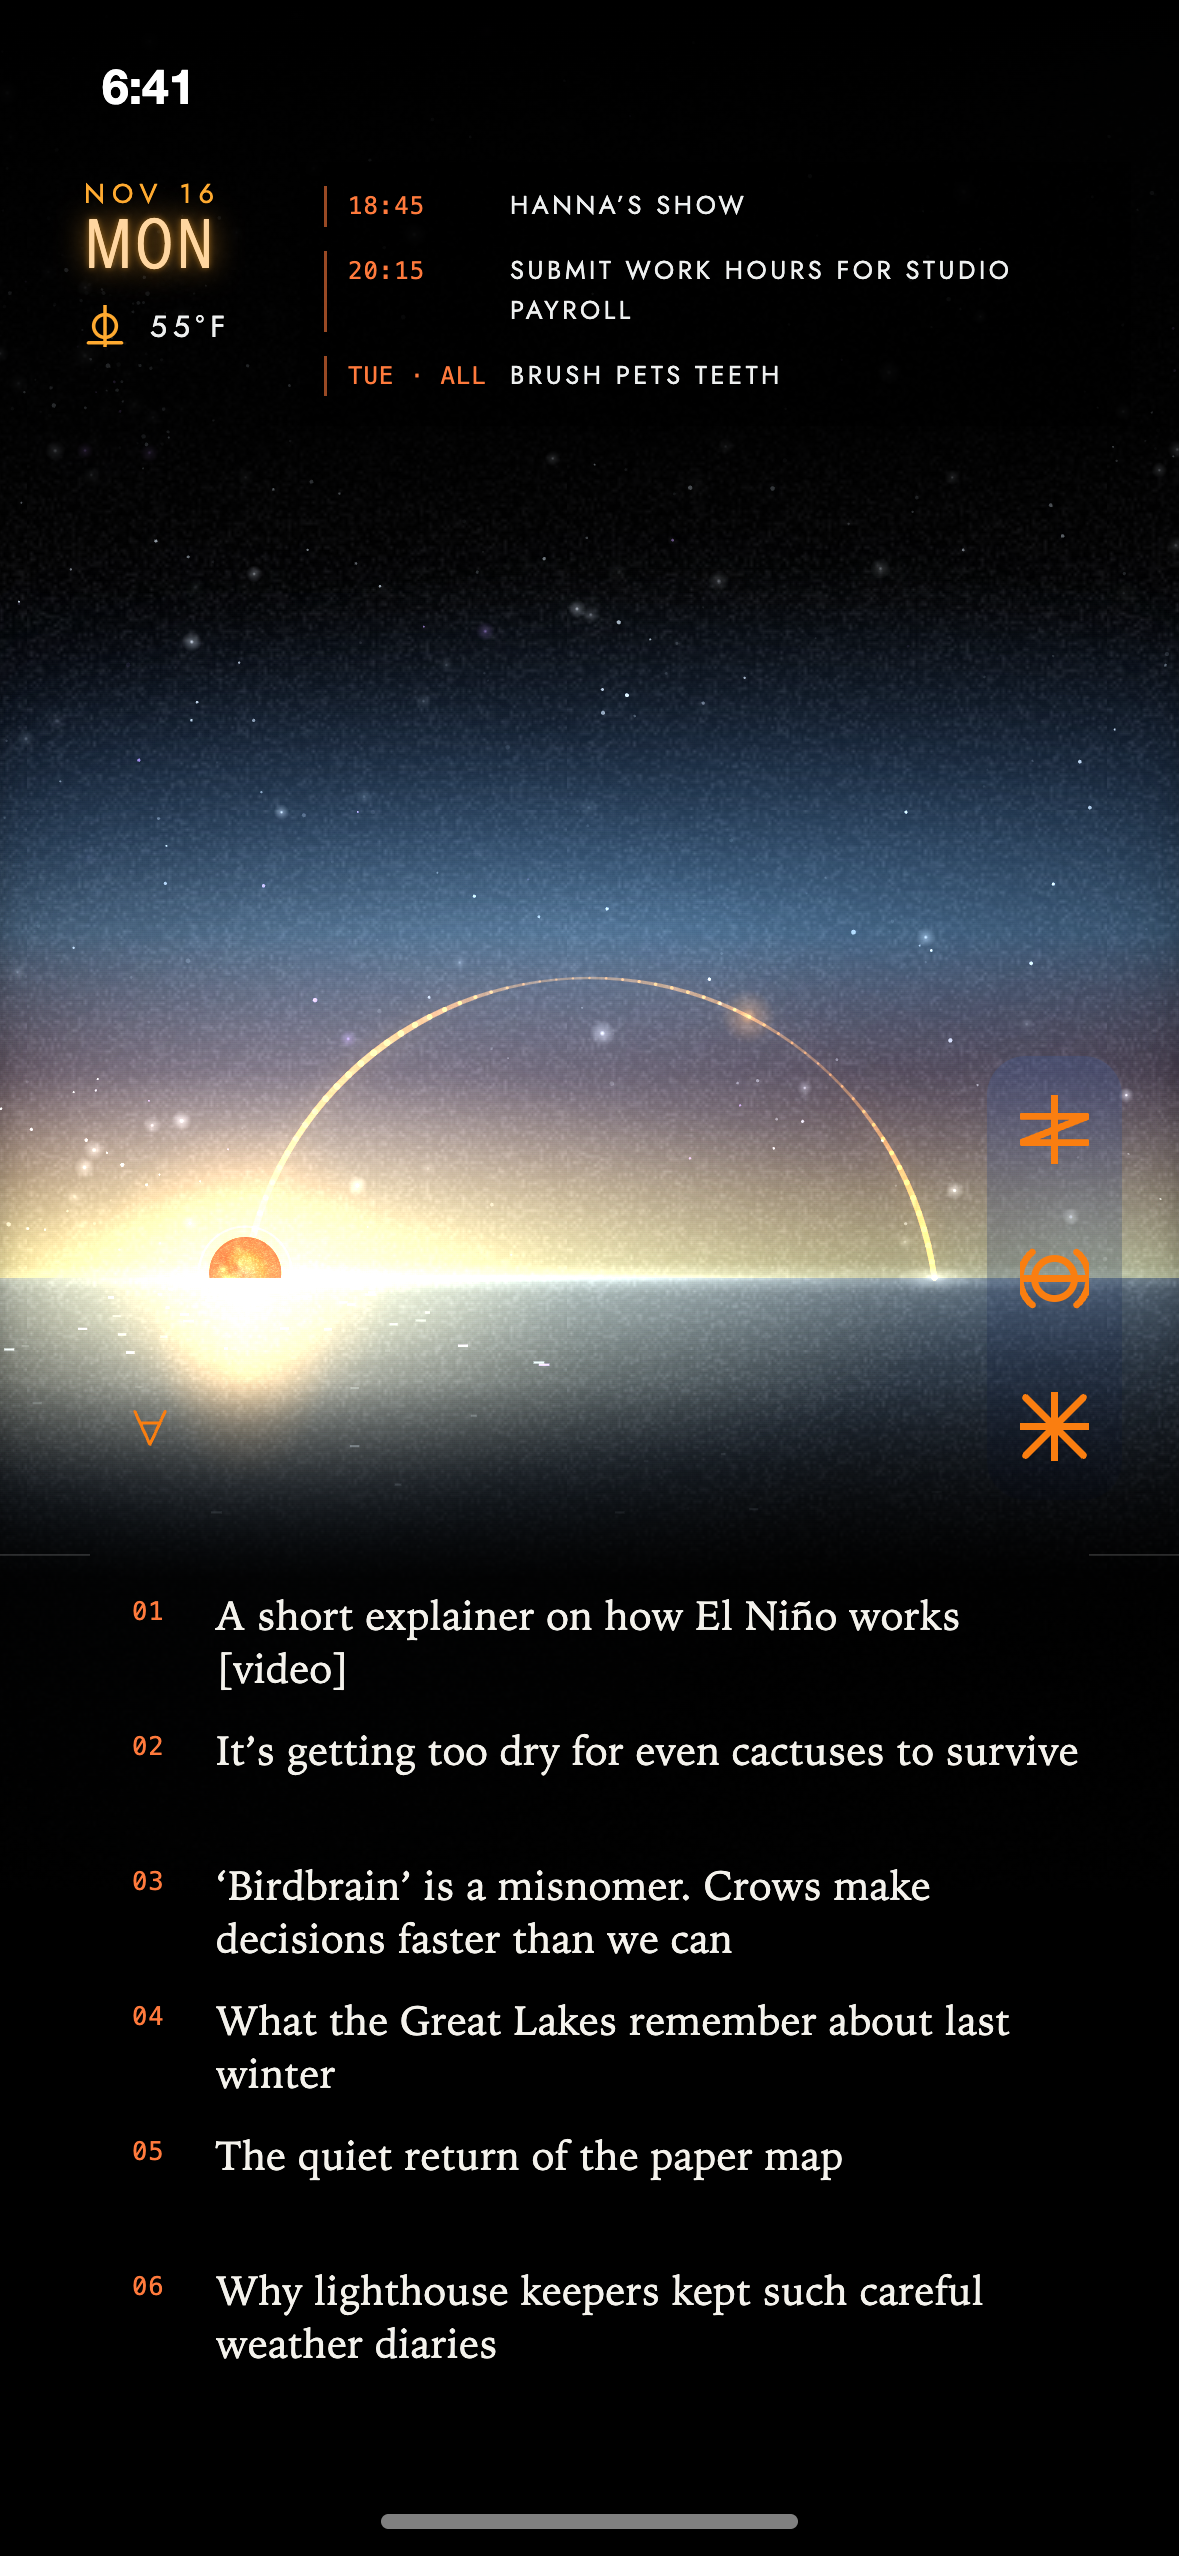 6:41
NOV 16
MON
55°F
18:45 HANNA’S SHOW
20:15 SUBMIT WORK HOURS FOR STUDIO
PAYROLL
TUE · ALL BRUSH PETS TEETH
01 A short explainer on how El Niño works
[video]
02 It’s getting too dry for even cactuses to survive
03 ‘Birdbrain’ is a misnomer. Crows make
decisions faster than we can
04 What the Great Lakes remember about last
winter
05 The quiet return of the paper map
06 Why lighthouse keepers kept such careful
weather diaries